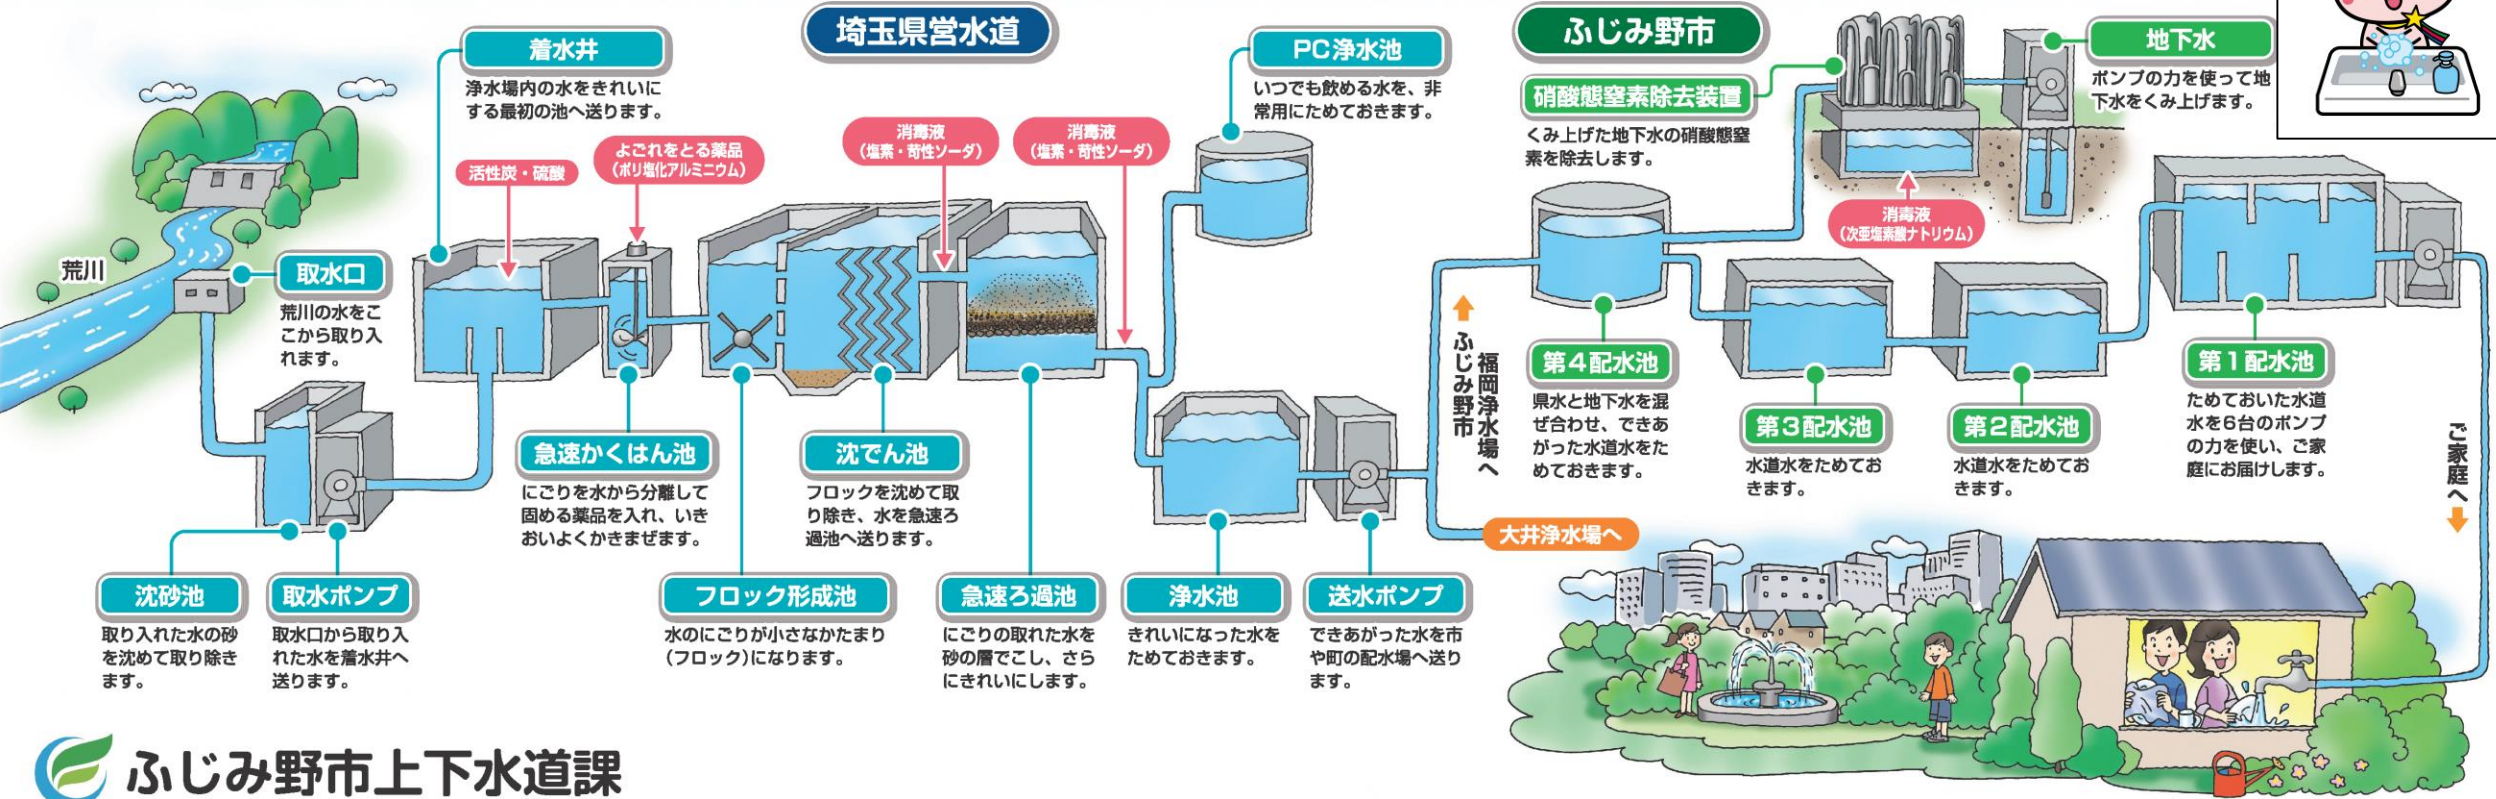 埼玉県営水道
荒川
取水口
荒川の水をこ
こから取り入
れます。
沈砂池
取り入れた水の砂
を沈めて取り除き
ます。
取水ポンプ
取水口から取り入
れた水を着水井へ
送ります。
着水井
浄水場内の水をきれいに
する最初の池へ送ります。
活性炭・硫酸
よごれをとる薬品
(ポリ塩化アルミニウム)
急速かくはん池
にごりを水から分離して
固める薬品を入れ、いき
おいよくかきまぜます。
フロック形成池
水のにごりが小さなかたまり
(フロック)になります。
沈でん池
フロックを沈めて取
り除き、水を急速ろ
過池へ送ります。
消毒液
(塩素・苛性ソーダ)
急速ろ過池
にごりの取れた水を
砂の層でこし、さら
にきれいにします。
消毒液
(塩素・苛性ソーダ)
PC浄水池
いつでも飲める水を、非
常用にためておきます。
浄水池
きれいになった水を
ためておきます。
送水ポンプ
できあがった水を市
や町の配水場へ送り
ます。
福岡浄水場へ
ふじみ野市
大井浄水場へ
ふじみ野市
硝酸態窒素除去装置
くみ上げた地下水の硝酸態窒
素を除去します。
地下水
ポンプの力を使って地
下水をくみ上げます。
消毒液
(次亜塩素酸ナトリウム)
第4配水池
県水と地下水を混
ぜ合わせ、できあ
がった水道水をた
めておきます。
第3配水池
水道水をためてお
きます。
第2配水池
水道水をためてお
きます。
第1配水池
ためておいた水道
水を6台のポンプ
の力を使い、ご家
庭にお届けします。
ご家庭へ
ふじみ野市上下水道課